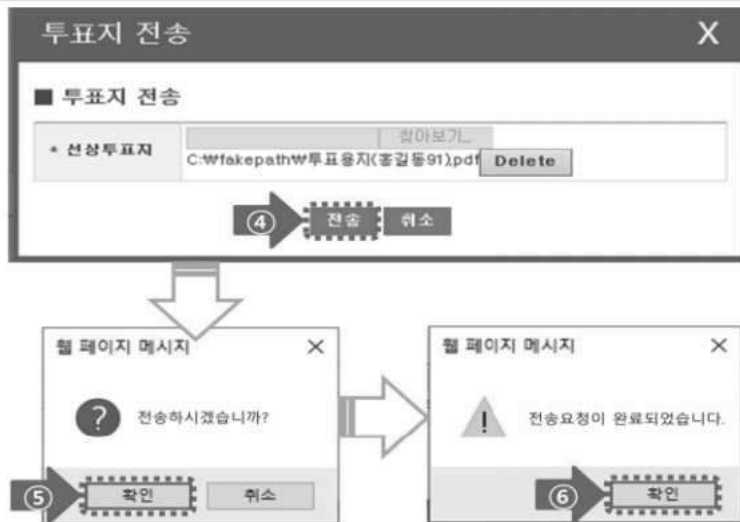 투표지 전송 X
■ 투표지 전송
* 선상투표지
찾아보기...
C:₩fakepath₩투표용지(홍길동91).pdf Delete
④ 전송 취소
웹 페이지 메시지 ×
? 전송하시겠습니까?
⑤ 확인 취소
웹 페이지 메시지 ×
! 전송요청이 완료되었습니다.
⑥ 확인